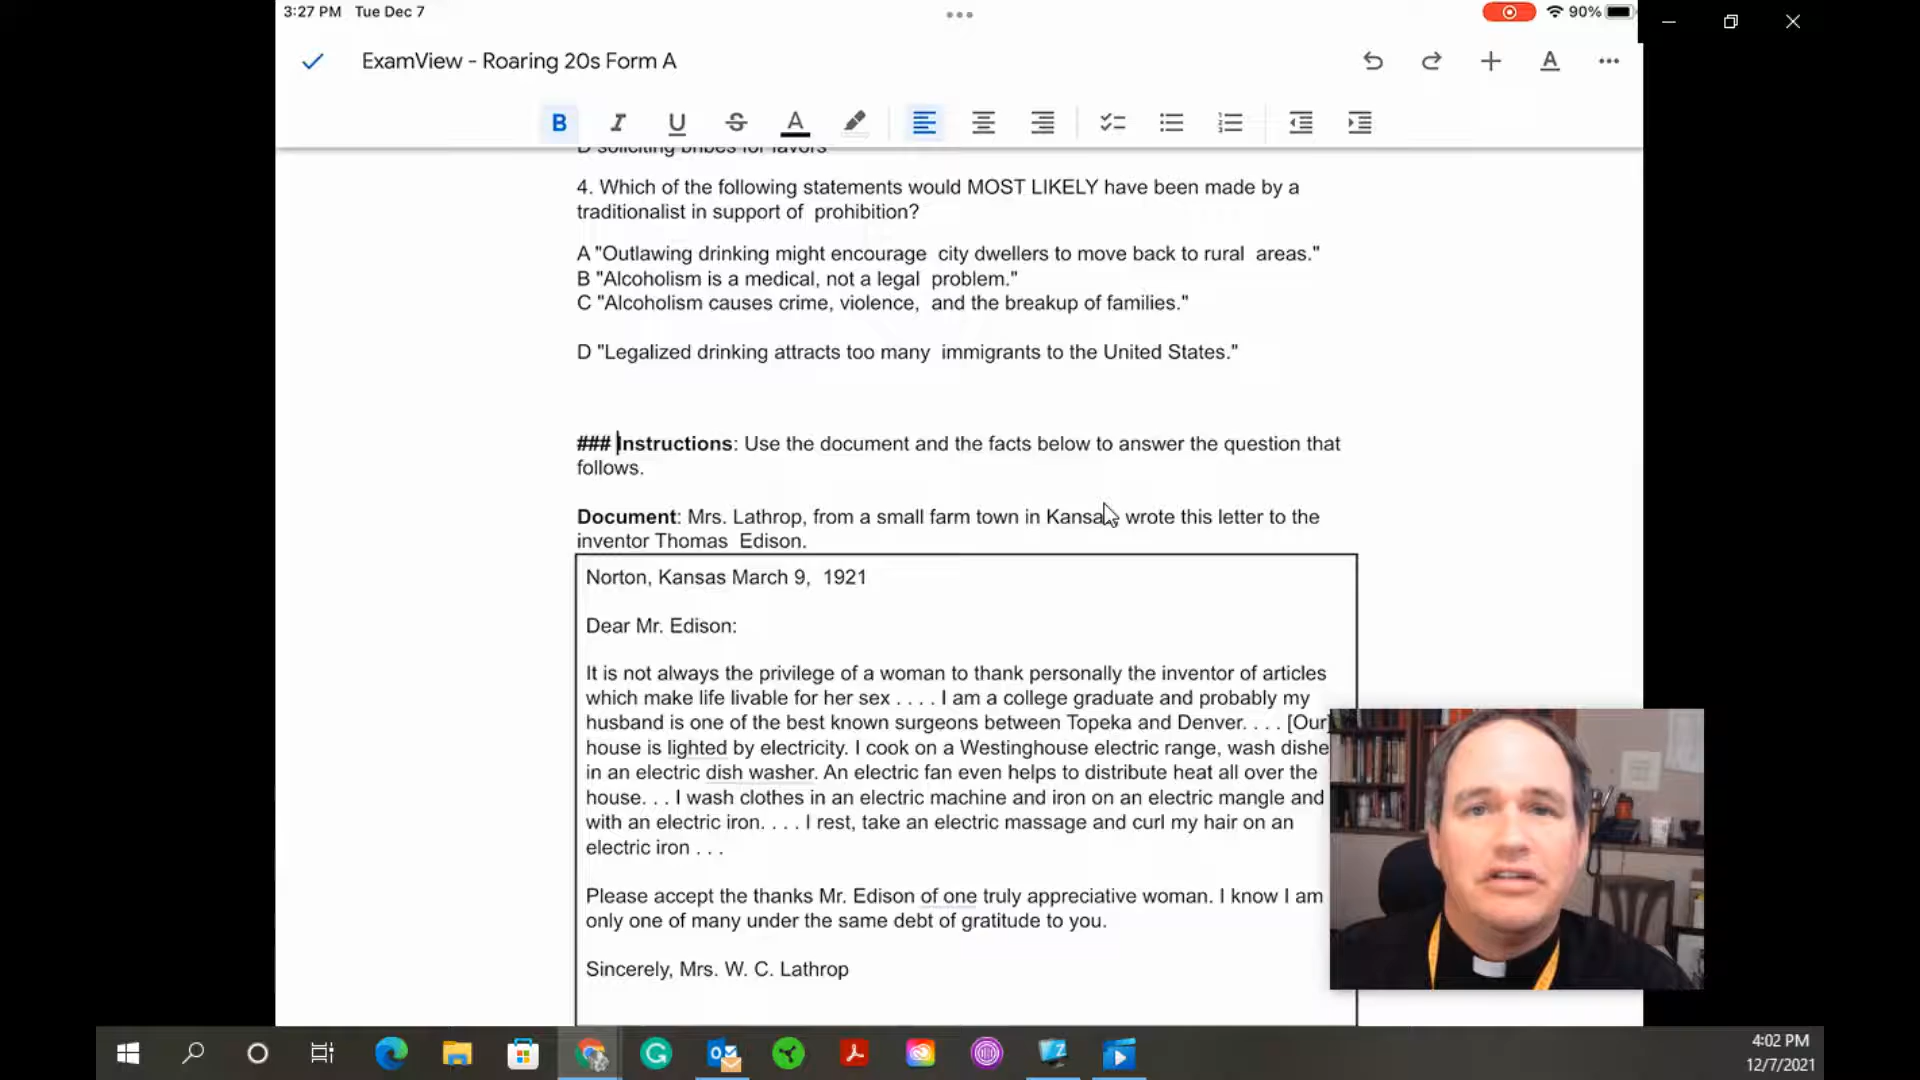 3:27 PM Tue Dec 7
90%
ExamView - Roaring 20s Form A
B I U S A
D soliciting bribes for favors
4. Which of the following statements would MOST LIKELY have been made by a
traditionalist in support of prohibition?
A "Outlawing drinking might encourage city dwellers to move back to rural areas."
B "Alcoholism is a medical, not a legal problem."
C "Alcoholism causes crime, violence, and the breakup of families."
D "Legalized drinking attracts too many immigrants to the United States."
### Instructions: Use the document and the facts below to answer the question that
follows.
Document: Mrs. Lathrop, from a small farm town in Kansas wrote this letter to the
inventor Thomas Edison.
Norton, Kansas March 9, 1921
Dear Mr. Edison:
It is not always the privilege of a woman to thank personally the inventor of articles
which make life livable for her sex . . . . I am a college graduate and probably my
husband is one of the best known surgeons between Topeka and Denver. . . . [Our]
house is lighted by electricity. I cook on a Westinghouse electric range, wash dishe
in an electric dish washer. An electric fan even helps to distribute heat all over the
house. . . I wash clothes in an electric machine and iron on an electric mangle and
with an electric iron. . . . I rest, take an electric massage and curl my hair on an
electric iron . . .
Please accept the thanks Mr. Edison of one truly appreciative woman. I know I am
only one of many under the same debt of gratitude to you.
Sincerely, Mrs. W. C. Lathrop
4:02 PM
12/7/2021